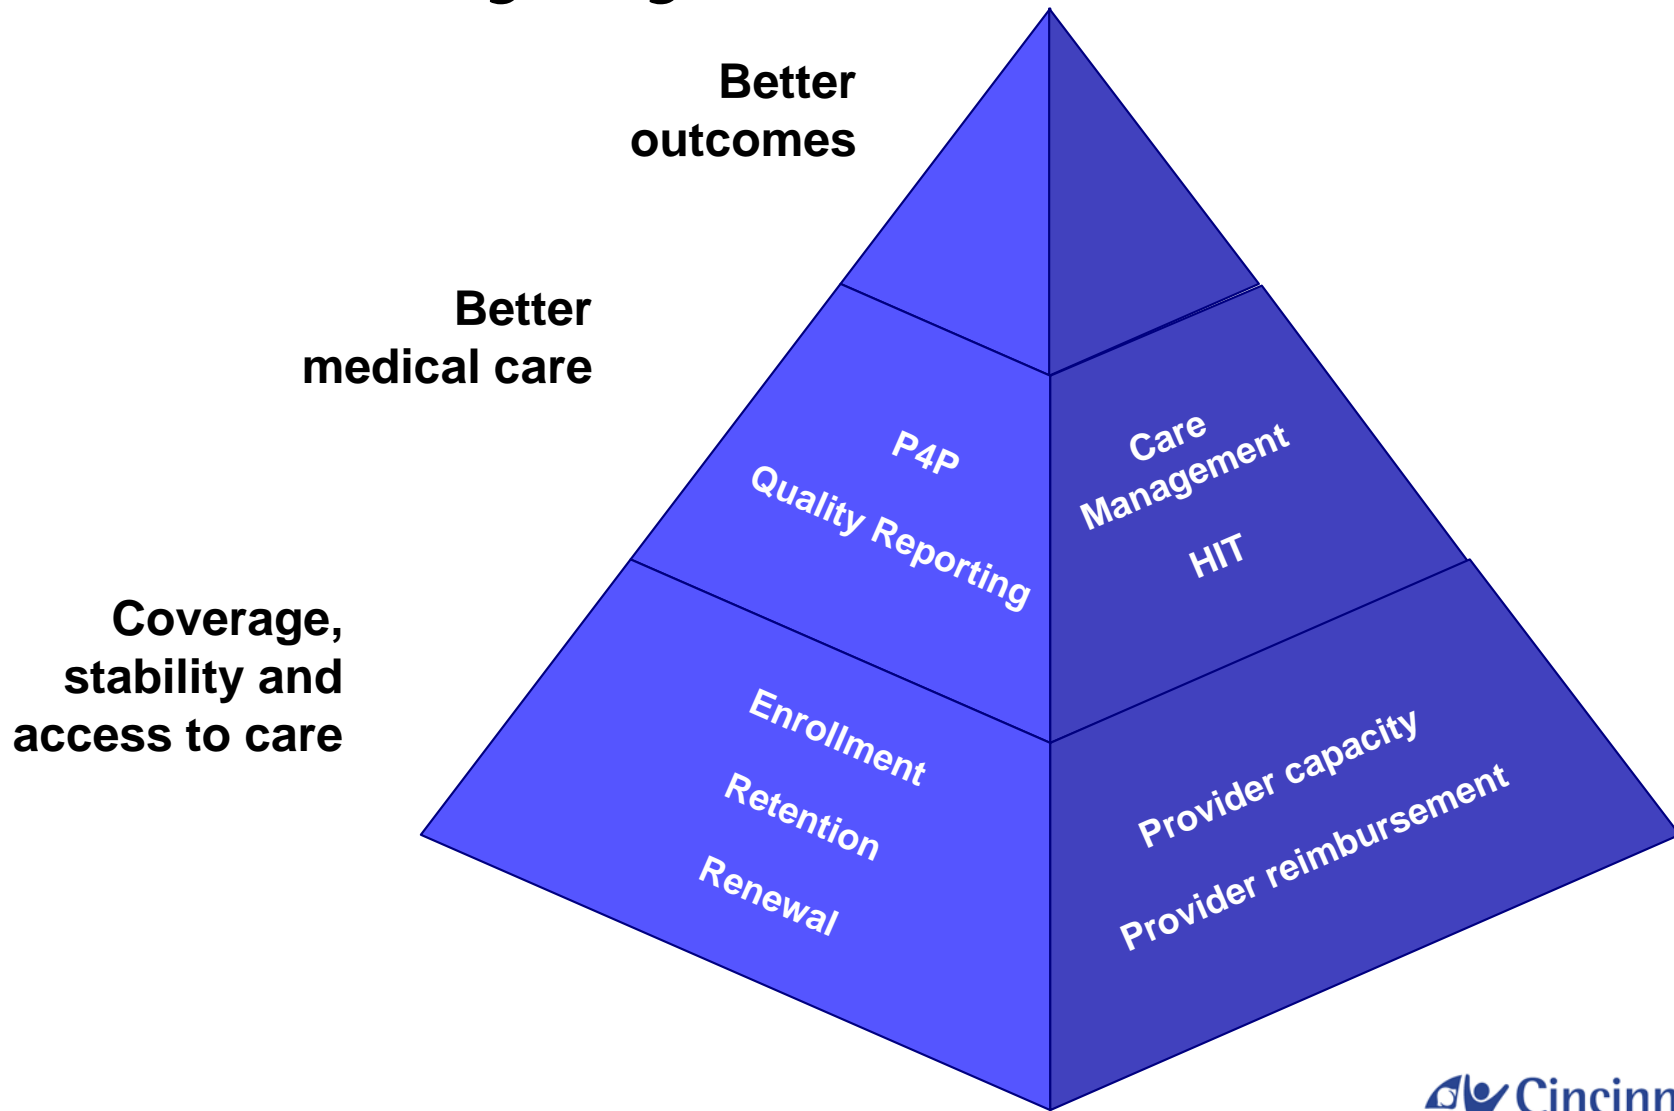 Better
outcomes
Better
medical care
P4P
Quality Reporting
Care
Management
HIT
Coverage,
stability and
access to care
Enrollment
Retention
Renewal
Provider capacity
Provider reimbursement